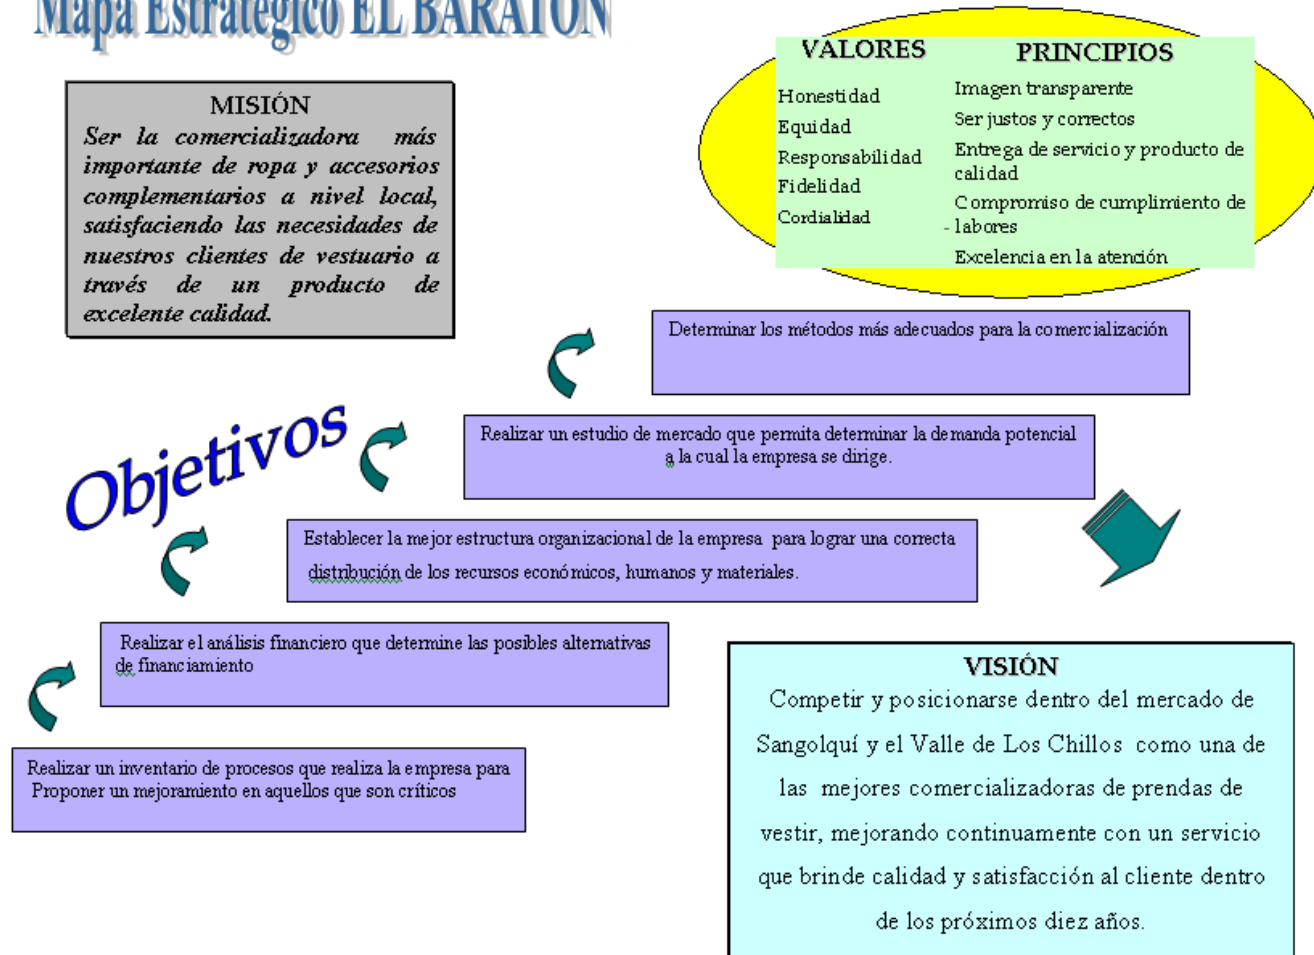 Mapa Estratégico EL BARATÓN
MISIÓN
Ser la comercializadora más
importante de ropa y accesorios
complementarios a nivel local,
satisfaciendo las necesidades de
nuestros clientes de vestuario a
través de un producto de
excelente calidad.
VALORES
Honestidad
Equidad
Responsabilidad
Fidelidad
Cordialidad
PRINCIPIOS
Imagen transparente
Ser justos y correctos
Entrega de servicio y producto de
calidad
Compromiso de cumplimiento de
- labores
Excelencia en la atención
Objetivos
Determinar los métodos más adecuados para la comercialización
Realizar un estudio de mercado que permita determinar la demanda potencial
a la cual la empresa se dirige.
Establecer la mejor estructura organizacional de la empresa para lograr una correcta
distribución de los recursos económicos, humanos y materiales.
Realizar el análisis financiero que determine las posibles alternativas
de financiamiento
Realizar un inventario de procesos que realiza la empresa para
Proponer un mejoramiento en aquellos que son críticos
VISIÓN
Competir y posicionarse dentro del mercado de
Sangolquí y el Valle de Los Chillos como una de
las mejores comercializadoras de prendas de
vestir, mejorando continuamente con un servicio
que brinde calidad y satisfacción al cliente dentro
de los próximos diez años.